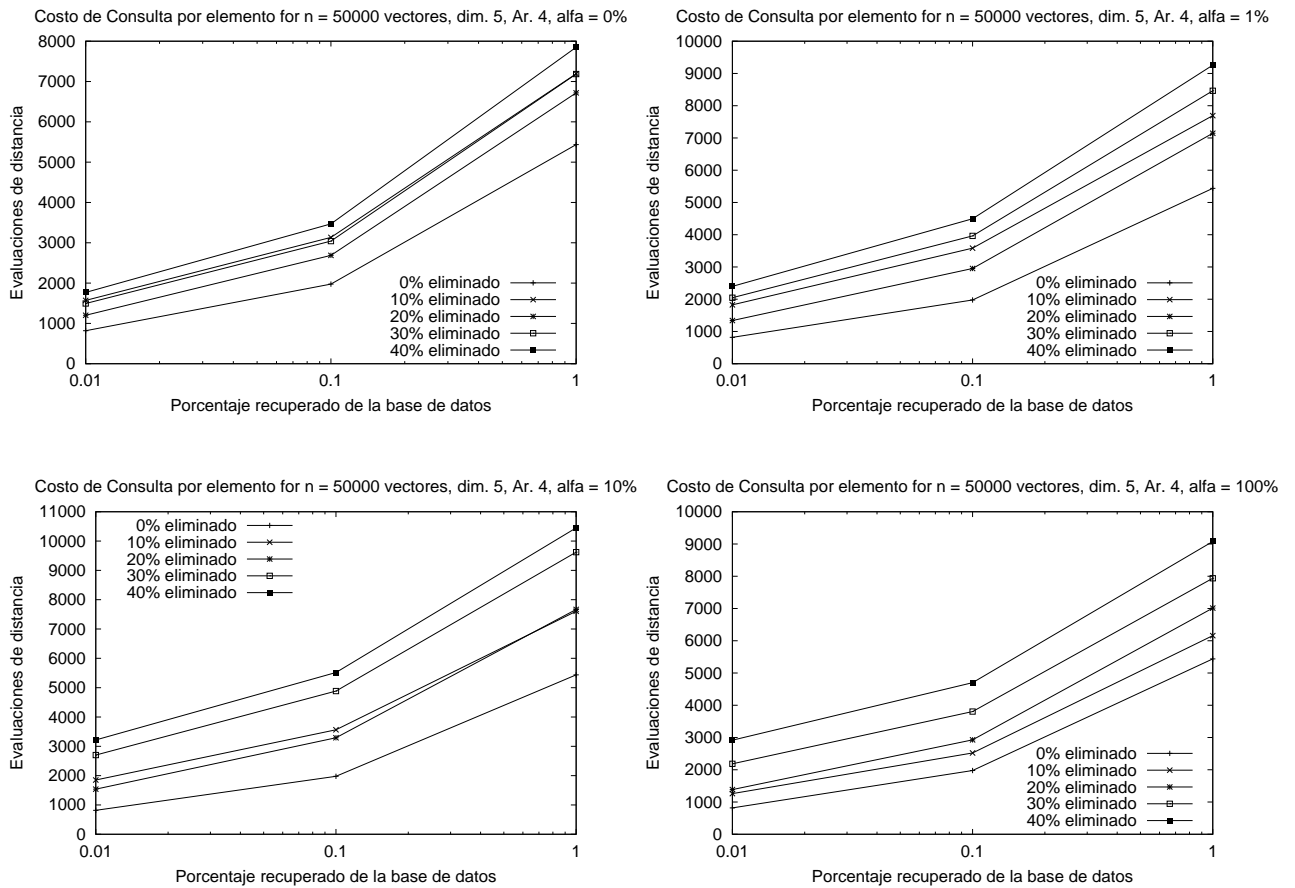 Costo de Consulta por elemento for n = 50000 vectores, dim. 5, Ar. 4, alfa = 0%
8000
7000
6000
5000
4000
3000
2000
1000
0
Evaluaciones de distancia
0% eliminado
10% eliminado
20% eliminado
30% eliminado
40% eliminado
0.01 0.1 1
Porcentaje recuperado de la base de datos
Costo de Consulta por elemento for n = 50000 vectores, dim. 5, Ar. 4, alfa = 1%
10000
9000
8000
7000
6000
5000
4000
3000
2000
1000
0
Evaluaciones de distancia
0% eliminado
10% eliminado
20% eliminado
30% eliminado
40% eliminado
0.01 0.1 1
Porcentaje recuperado de la base de datos
Costo de Consulta por elemento for n = 50000 vectores, dim. 5, Ar. 4, alfa = 10%
11000
10000
9000
8000
7000
6000
5000
4000
3000
2000
1000
0
Evaluaciones de distancia
0% eliminado
10% eliminado
20% eliminado
30% eliminado
40% eliminado
0.01 0.1 1
Porcentaje recuperado de la base de datos
Costo de Consulta por elemento for n = 50000 vectores, dim. 5, Ar. 4, alfa = 100%
10000
9000
8000
7000
6000
5000
4000
3000
2000
1000
0
Evaluaciones de distancia
0% eliminado
10% eliminado
20% eliminado
30% eliminado
40% eliminado
0.01 0.1 1
Porcentaje recuperado de la base de datos